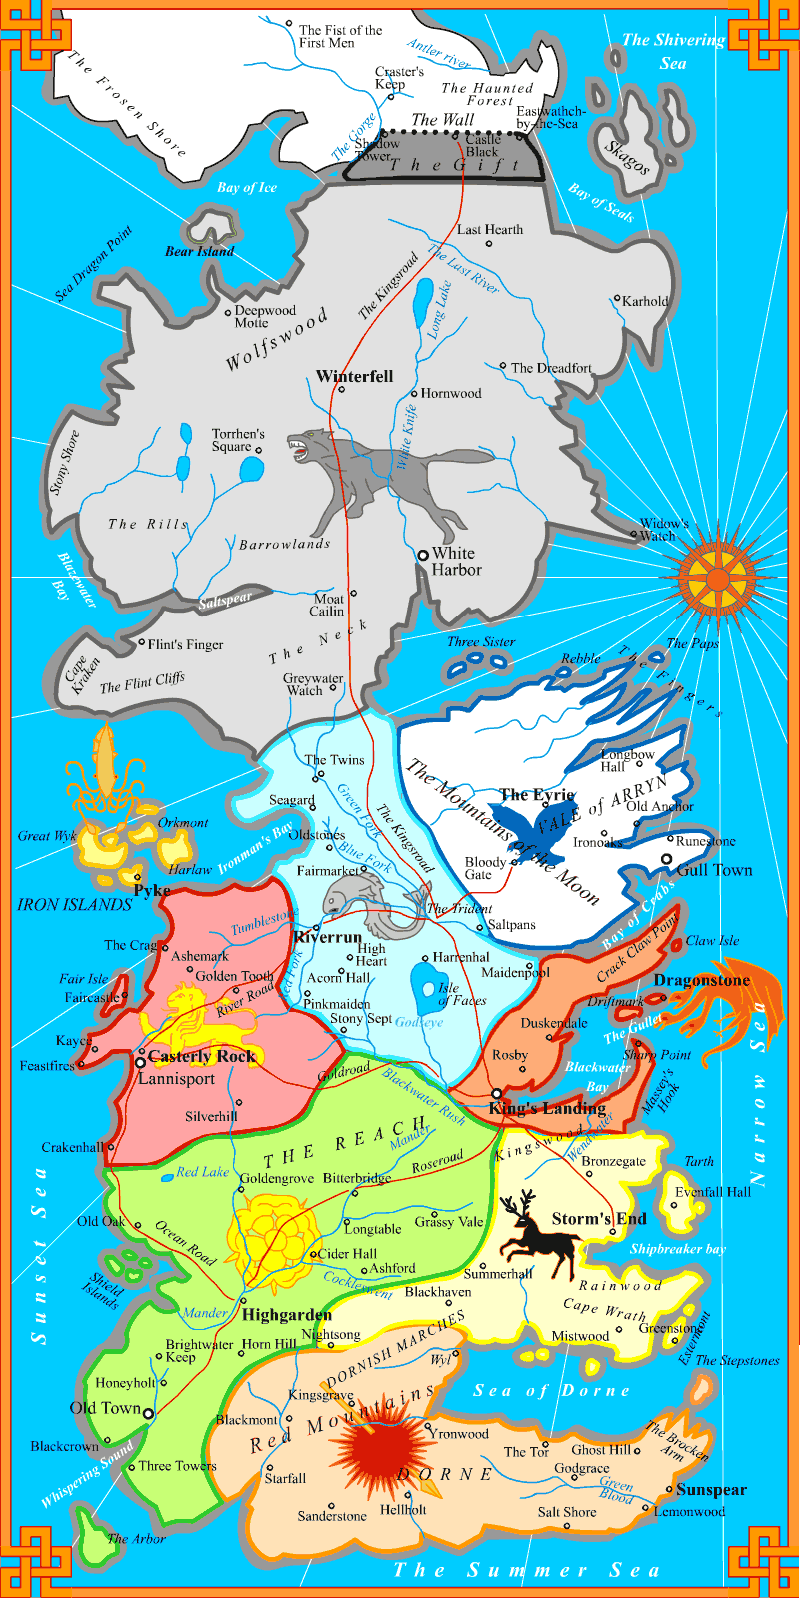 The Fist of the
First Men
Antler river
The Shivering
Sea
The Frosen Shore
Craster's
Keep
The Haunted
Forest
The Wall
Eastwathch-
by-the-Sea
The Gorge
Shadow
Tower
Castle
Black
The Gift
Skagos
Bay of Ice
Bay of Seals
Bear Island
Sea Dragon Point
Last Hearth
The Last River
The Kingsroad
Long Lake
Karhold
Deepwood
Motte
Wolfswood
The Dreadfort
Winterfell
Hornwood
White Knife
Torrhen's
Square
Stony Shore
The Rills
Barrowlands
Widow's
Watch
White
Harbor
Blazewater
Bay
Saltspear
Moat
Cailin
The Neck
Flint's Finger
Cape
Kraken
The Flint Cliffs
Greywater
Watch
Three Sister
Rebble
The Paps
The Fingers
The Twins
Seagard
Green Fork
The Kingsroad
Oldstones
Blue Fork
Fairmarket
Ironman's Bay
The Mountains of the Moon
The Eyrie
VALE of ARRYN
Longbow
Hall
Old Anchor
Ironoaks
Runestone
Gull Town
Bloody
Gate
Great Wyk
Orkmont
Harlaw
Pyke
IRON ISLANDS
The Trident
Saltpans
Bay of Crabs
Tumblestone
Riverrun
The Crag
Ashemark
Golden Tooth
River Road
Red Fork
High
Heart
Acorn Hall
Harrenhal
Maidenpool
Crack Claw Point
Claw Isle
Fair Isle
Faircastle
Pinkmaiden
Stony Sept
Isle
of Faces
Godseye
Dragonstone
Driftmark
The Gullet
Duskendale
Sharp Point
Kayce
Feastfires
Casterly Rock
Lannisport
Rosby
Blackwater
Bay
Massey's
Hook
Narrow Sea
Goldroad
Blackwater Rush
King's Landing
Silverhill
Crakenhall
THE REACH
Mander
Kingswood
Wendwater
Bronzegate
Tarth
Red Lake
Goldengrove
Bitterbridge
Roseroad
Evenfall Hall
Sunset Sea
Old Oak
Ocean Road
Longtable
Grassy Vale
Storm's End
Cider Hall
Ashford
Shipbreaker bay
Shield
Islands
Cockleswent
Summerhall
Rainwood
Blackhaven
Cape Wrath
Mander
Highgarden
Nightsong
Mistwood
Greenstone
Estermont
Brightwater
Keep
Horn Hill
DORNISH MARCHES
Wyl
The Stepstones
Honeyholt
Kingsgrave
Sea of Dorne
Old Town
Blackmont
Red Mountains
Yronwood
The Brocken
Arm
Blackcrown
Whispering Sound
Three Towers
Starfall
DORNE
The Tor
Ghost Hill
Godgrace
Green
Blood
Sunspear
Lemonwood
Sanderstone
Hellholt
Salt Shore
The Arbor
The Summer Sea